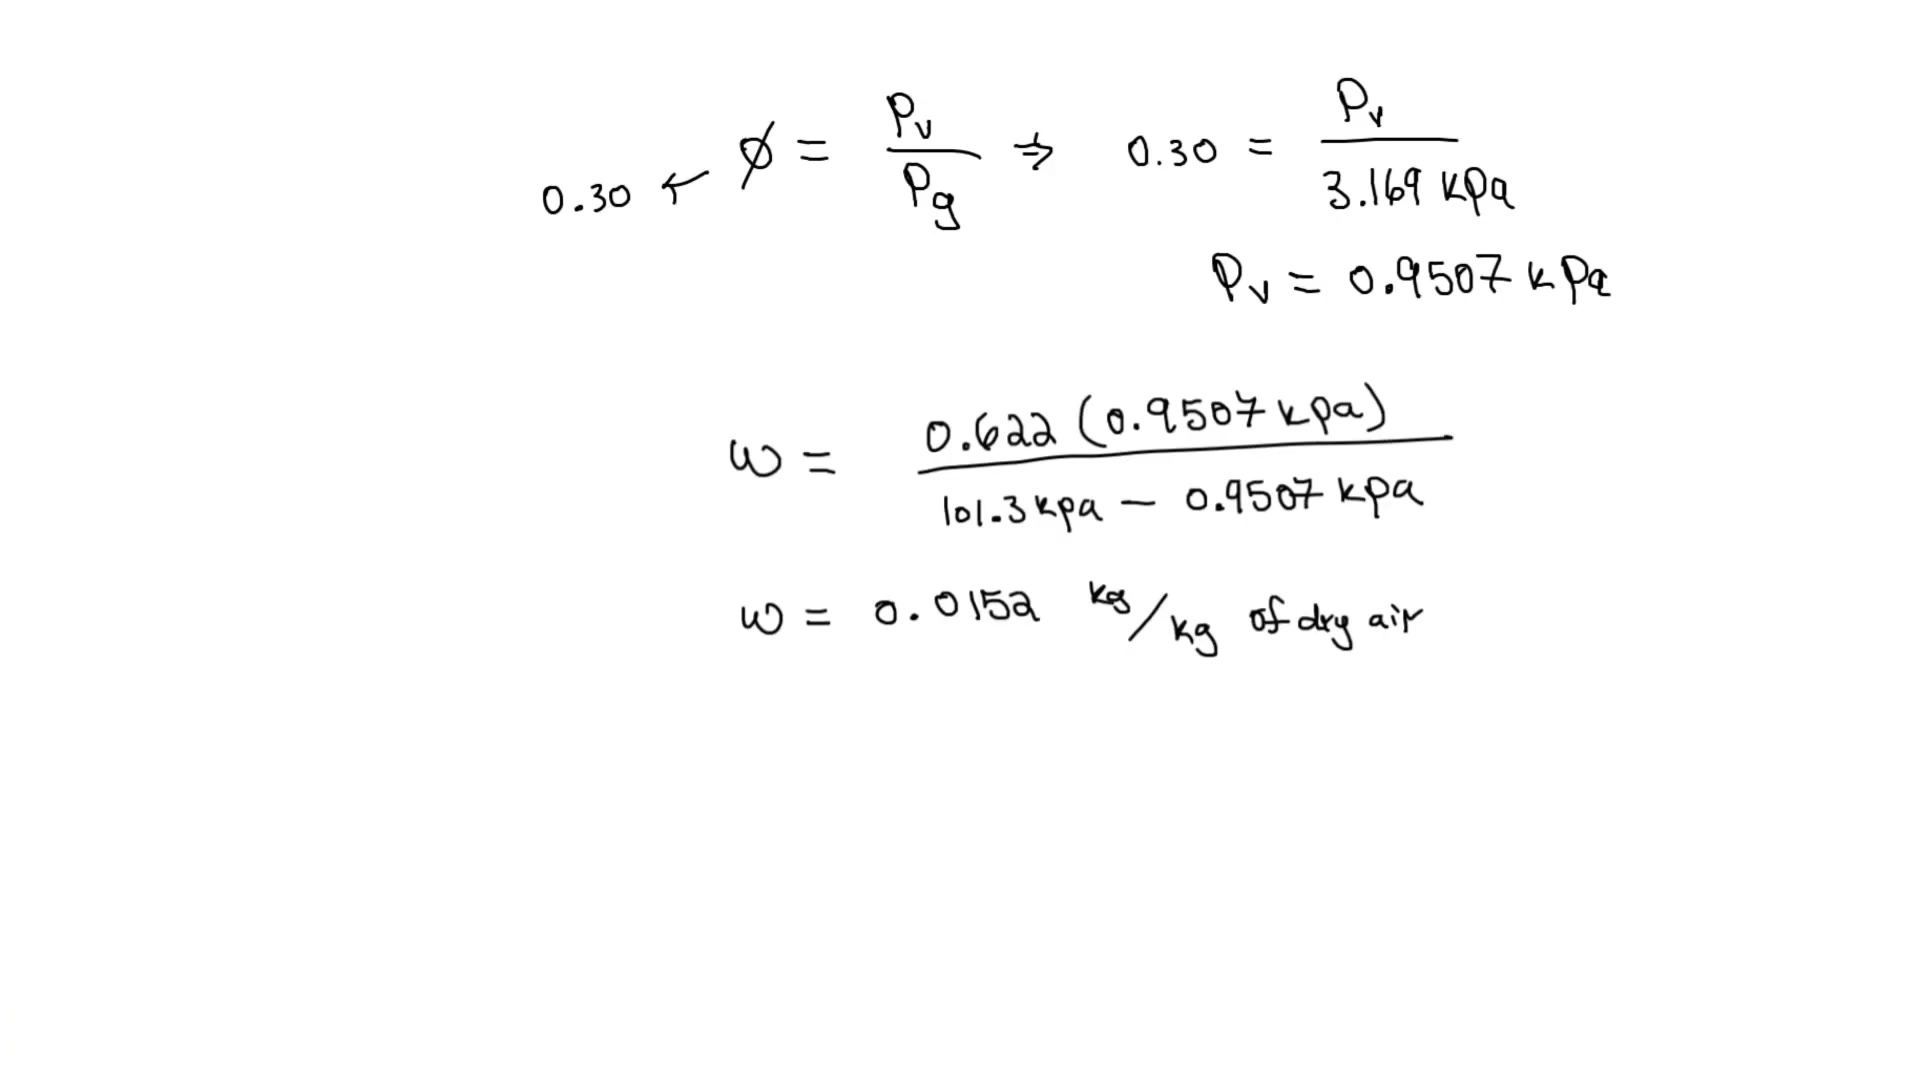 0.30 ← ϕ = Pv / Pg ⇒ 0.30 = Pv / 3.169 kPa
Pv = 0.9507 kPa
ω = 0.622 (0.9507 kpa) / 101.3 kpa – 0.9507 kpa
ω = 0.0152 kg/kg of dry air